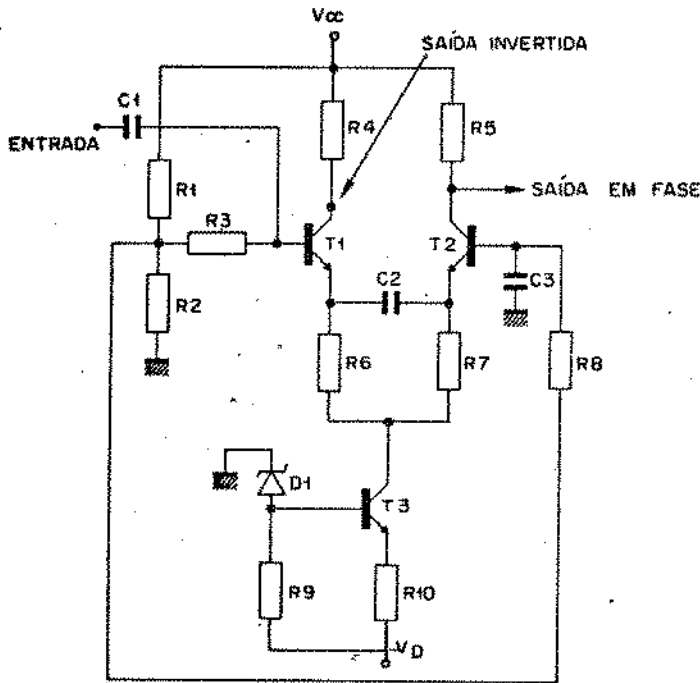 Vcc
SAÍDA INVERTIDA
C1
R4
R5
ENTRADA
R1
SAÍDA EM FASE
R3
T1
T2
C2
C3
R2
R6
R7
R8
D1
T3
R9
R10
VD